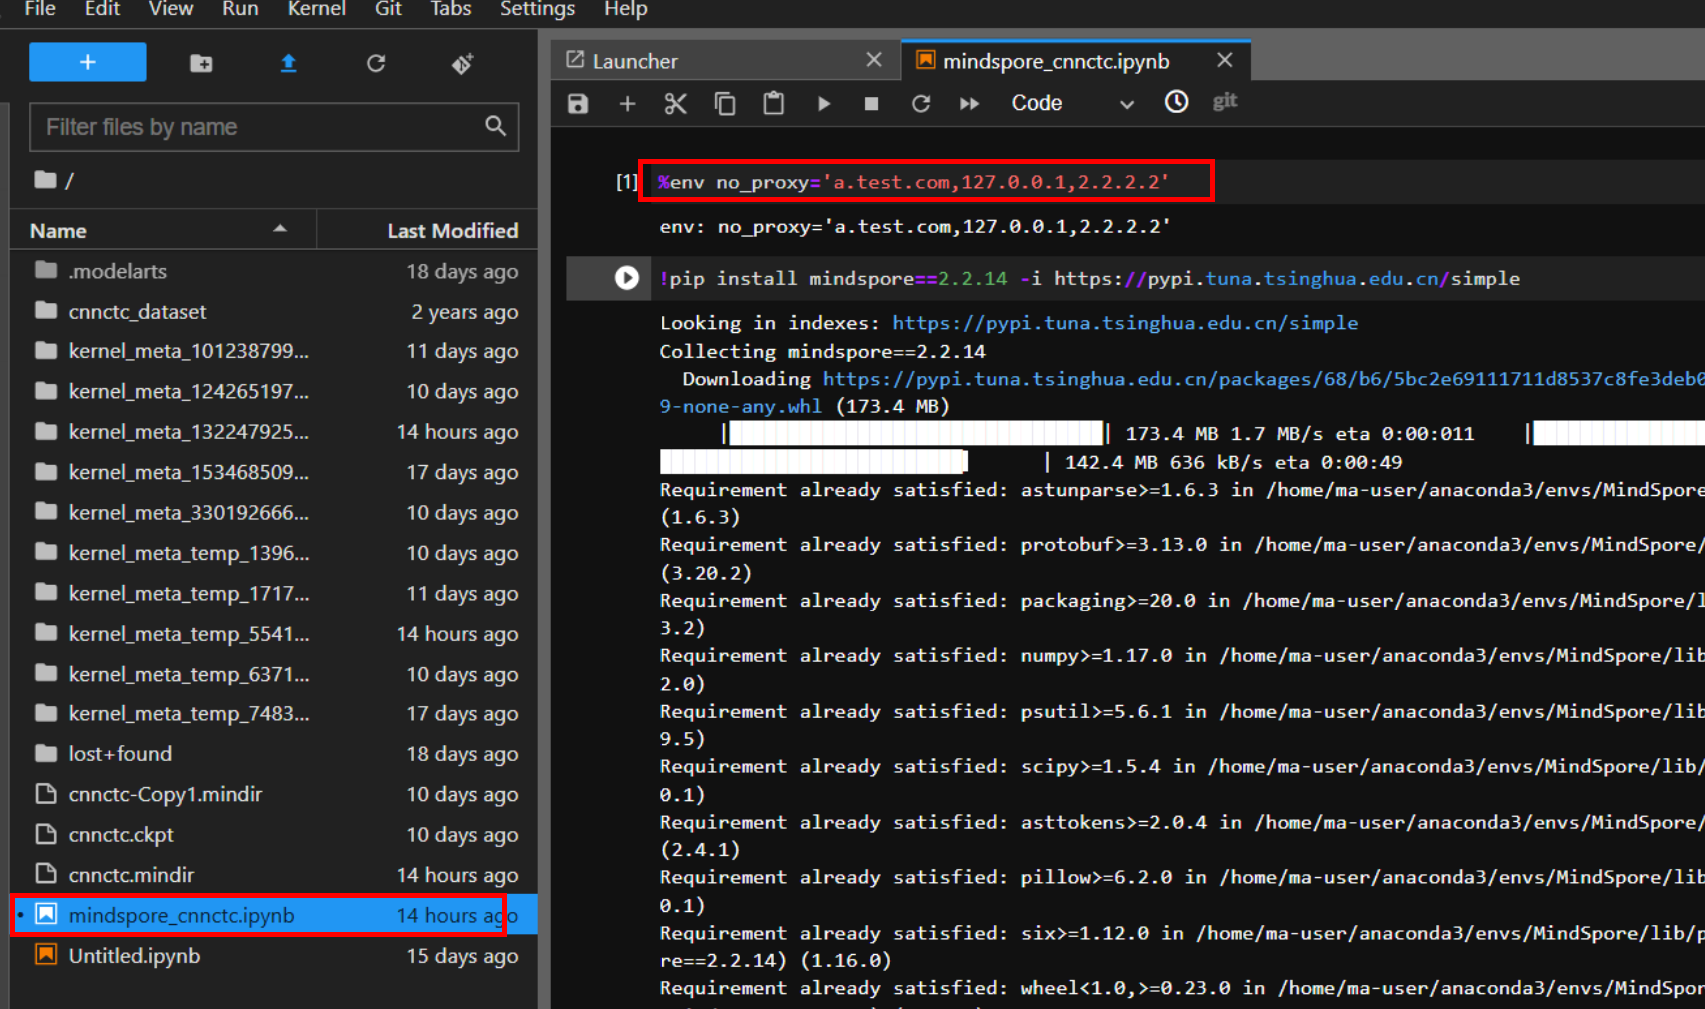 File Edit View Run Kernel Git Tabs Settings Help
+
Filter files by name
/
Name Last Modified
.modelarts 18 days ago
cnnctc_dataset 2 years ago
kernel_meta_101238799... 11 days ago
kernel_meta_124265197... 10 days ago
kernel_meta_132247925... 14 hours ago
kernel_meta_153468509... 17 days ago
kernel_meta_330192666... 10 days ago
kernel_meta_temp_1396... 10 days ago
kernel_meta_temp_1717... 11 days ago
kernel_meta_temp_5541... 14 hours ago
kernel_meta_temp_6371... 10 days ago
kernel_meta_temp_7483... 17 days ago
lost+found 18 days ago
cnnctc-Copy1.mindir 10 days ago
cnnctc.ckpt 10 days ago
cnnctc.mindir 14 hours ago
mindspore_cnnctc.ipynb 14 hours ago
Untitled.ipynb 15 days ago
Launcher mindspore_cnnctc.ipynb
Code git
[1] %env no_proxy='a.test.com,127.0.0.1,2.2.2.2'
env: no_proxy='a.test.com,127.0.0.1,2.2.2.2'
!pip install mindspore==2.2.14 -i https://pypi.tuna.tsinghua.edu.cn/simple
Looking in indexes: https://pypi.tuna.tsinghua.edu.cn/simple
Collecting mindspore==2.2.14
Downloading https://pypi.tuna.tsinghua.edu.cn/packages/68/b6/5bc2e69111711d8537c8fe3deb0
9-none-any.whl (173.4 MB)
| 173.4 MB 1.7 MB/s eta 0:00:011 |
| 142.4 MB 636 kB/s eta 0:00:49
Requirement already satisfied: astunparse>=1.6.3 in /home/ma-user/anaconda3/envs/MindSpore
(1.6.3)
Requirement already satisfied: protobuf>=3.13.0 in /home/ma-user/anaconda3/envs/MindSpore/
(3.20.2)
Requirement already satisfied: packaging>=20.0 in /home/ma-user/anaconda3/envs/MindSpore/l
3.2)
Requirement already satisfied: numpy>=1.17.0 in /home/ma-user/anaconda3/envs/MindSpore/lib
2.0)
Requirement already satisfied: psutil>=5.6.1 in /home/ma-user/anaconda3/envs/MindSpore/lib
9.5)
Requirement already satisfied: scipy>=1.5.4 in /home/ma-user/anaconda3/envs/MindSpore/lib/
0.1)
Requirement already satisfied: asttokens>=2.0.4 in /home/ma-user/anaconda3/envs/MindSpore/
(2.4.1)
Requirement already satisfied: pillow>=6.2.0 in /home/ma-user/anaconda3/envs/MindSpore/lib
0.1)
Requirement already satisfied: six>=1.12.0 in /home/ma-user/anaconda3/envs/MindSpore/lib/p
re==2.2.14) (1.16.0)
Requirement already satisfied: wheel<1.0,>=0.23.0 in /home/ma-user/anaconda3/envs/MindSpor